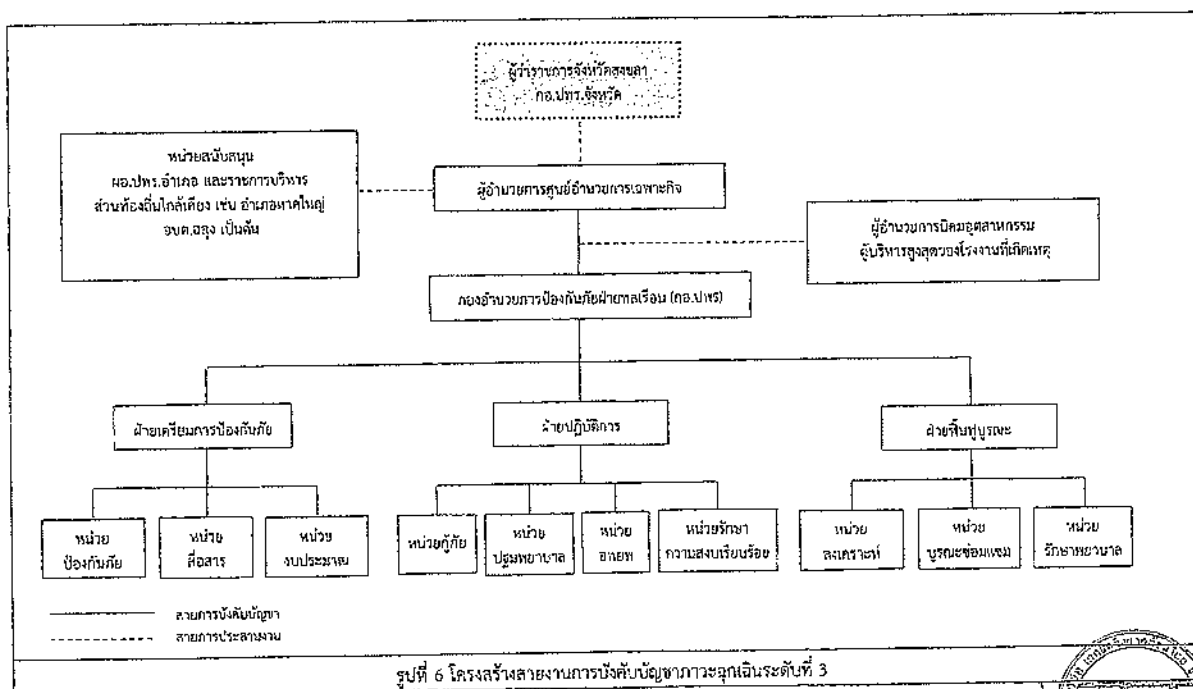 ผู้ว่าราชการจังหวัดสงขลา
กอ.ปพร.จังหวัด
หน่วยสนับสนุน
ผอ.ปพร.อำเภอ และราชการบริหาร
ส่วนท้องถิ่นใกล้เคียง เช่น อำเภอหาดใหญ่
อบต.ฉลุง เป็นต้น
ผู้อำนวยการศูนย์อำนวยการเฉพาะกิจ
ผู้อำนวยการนิคมอุตสาหกรรม
ผู้บริหารสูงสุดของโรงงานที่เกิดเหตุ
กองอำนวยการป้องกันภัยฝ่ายพลเรือน (กอ.ปพร)
ฝ่ายเตรียมการป้องกันภัย
ฝ่ายปฏิบัติการ
ฝ่ายฟื้นฟูบูรณะ
หน่วย
ป้องกันภัย
หน่วย
สื่อสาร
หน่วย
งบประมาณ
หน่วยกู้ภัย
หน่วย
ปฐมพยาบาล
หน่วย
อพยพ
หน่วยรักษา
ความสงบเรียบร้อย
หน่วย
สงเคราะห์
หน่วย
บูรณะซ่อมแซม
หน่วย
รักษาพยาบาล
สายการบังคับบัญชา
สายการประสานงาน
รูปที่ 6 โครงสร้างสายงานการบังคับบัญชาภาวะฉุกเฉินระดับที่ 3